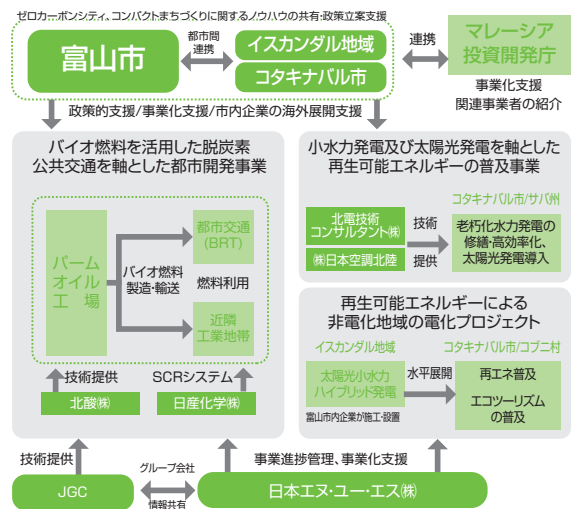 ゼロカーボンシティ、コンパクトまちづくりに関するノウハウの共有・政策立案支援
富山市
都市間
連携
イスカンダル地域
コタキナバル市
連携
マレーシア
投資開発庁
事業化支援
関連事業者の紹介
政策的支援/事業化支援/市内企業の海外展開支援
バイオ燃料を活用した脱炭素
公共交通を軸とした都市開発事業
パーム
オイル
工　場
バイオ燃料
製造・輸送
都市交通
(BRT)
燃料利用
近隣
工業地帯
技術提供
SCRシステム
北酸㈱
日産化学㈱
小水力発電及び太陽光発電を軸とした
再生可能エネルギーの普及事業
北電技術
コンサルタント㈱
㈱日本空調北陸
技術
提供
コタキナバル市/サバ州
老朽化水力発電の
修繕・高効率化、
太陽光発電導入
再生可能エネルギーによる
非電化地域の電化プロジェクト
イスカンダル地域
太陽光小水力
ハイブリッド発電
富山市内企業が施工・設置
水平展開
コタキナバル市/コブニ村
再エネ普及
エコツーリズム
の普及
技術提供
グループ会社
情報共有
事業進捗管理、事業化支援
JGC
日本エヌ・ユー・エス㈱